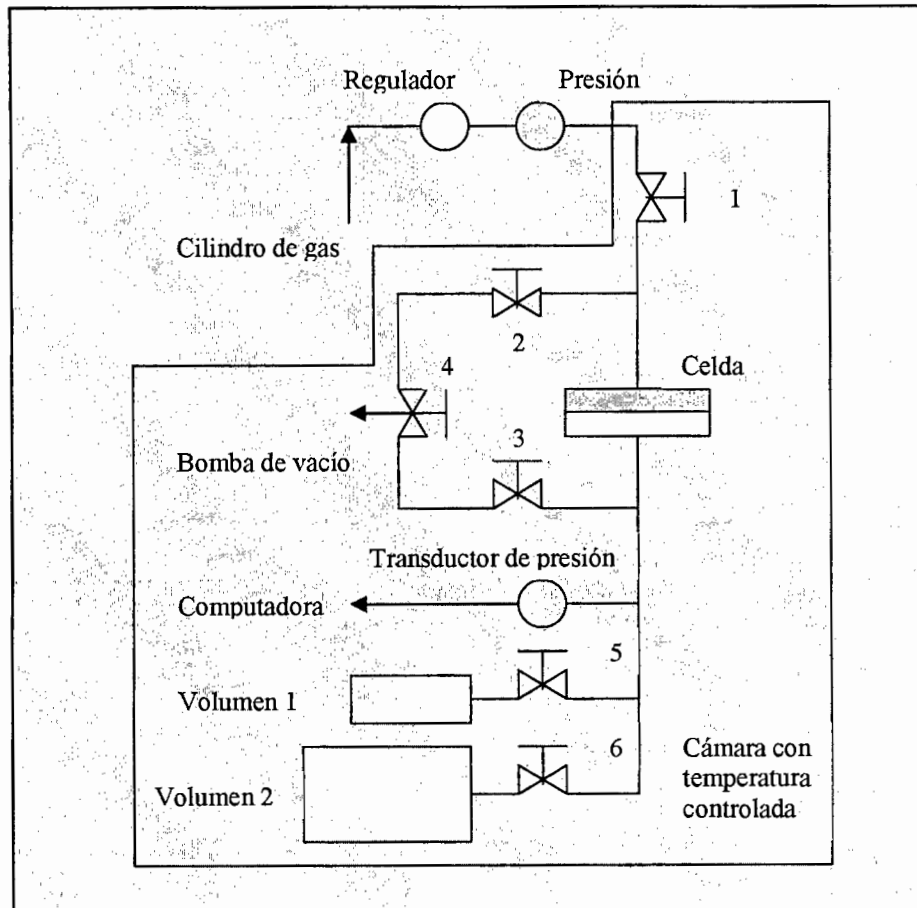 Regulador
Presión
1
Cilindro de gas
2
4
Celda
3
Bomba de vacío
Transductor de presión
Computadora
5
Volumen 1
6
Volumen 2
Cámara con
temperatura
controlada